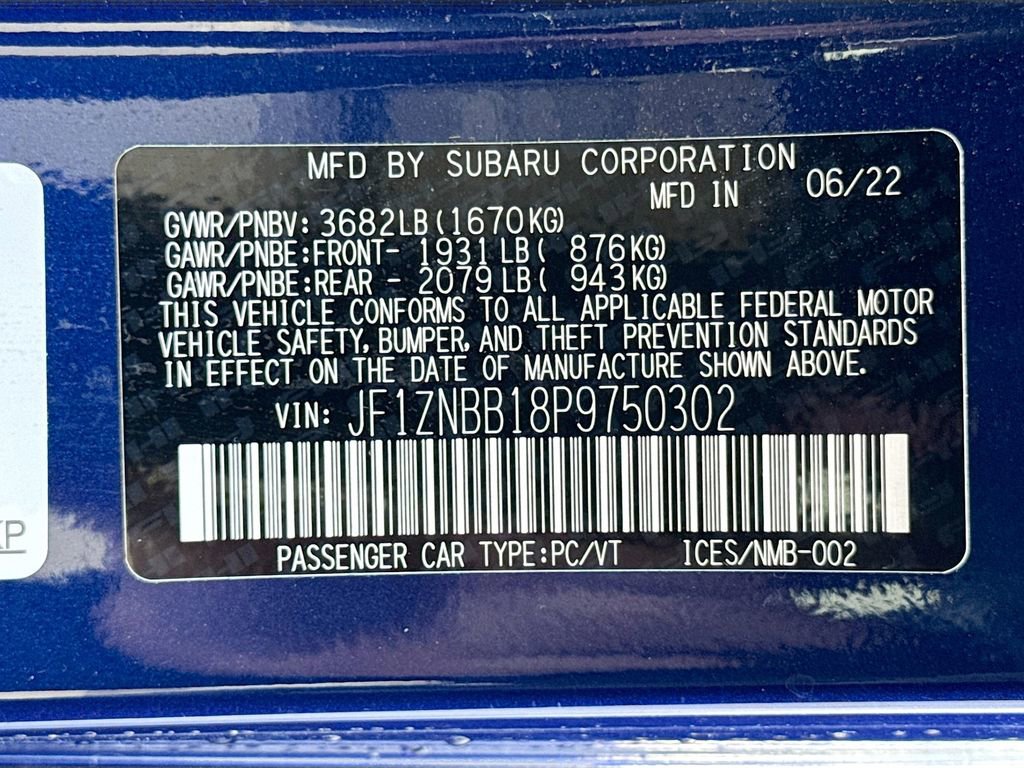 MFD BY SUBARU CORPORATION
MFD IN 06/22
GVWR/PNBV: 3682LB(1670KG)
GAWR/PNBE:FRONT- 1931LB( 876KG)
GAWR/PNBE:REAR - 2079LB( 943KG)
THIS VEHICLE CONFORMS TO ALL APPLICABLE FEDERAL MOTOR
VEHICLE SAFETY, BUMPER, AND THEFT PREVENTION STANDARDS
IN EFFECT ON THE DATE OF MANUFACTURE SHOWN ABOVE.
VIN: JF1ZNBB18P9750302
PASSENGER CAR TYPE:PC/VT ICES/NMB-002